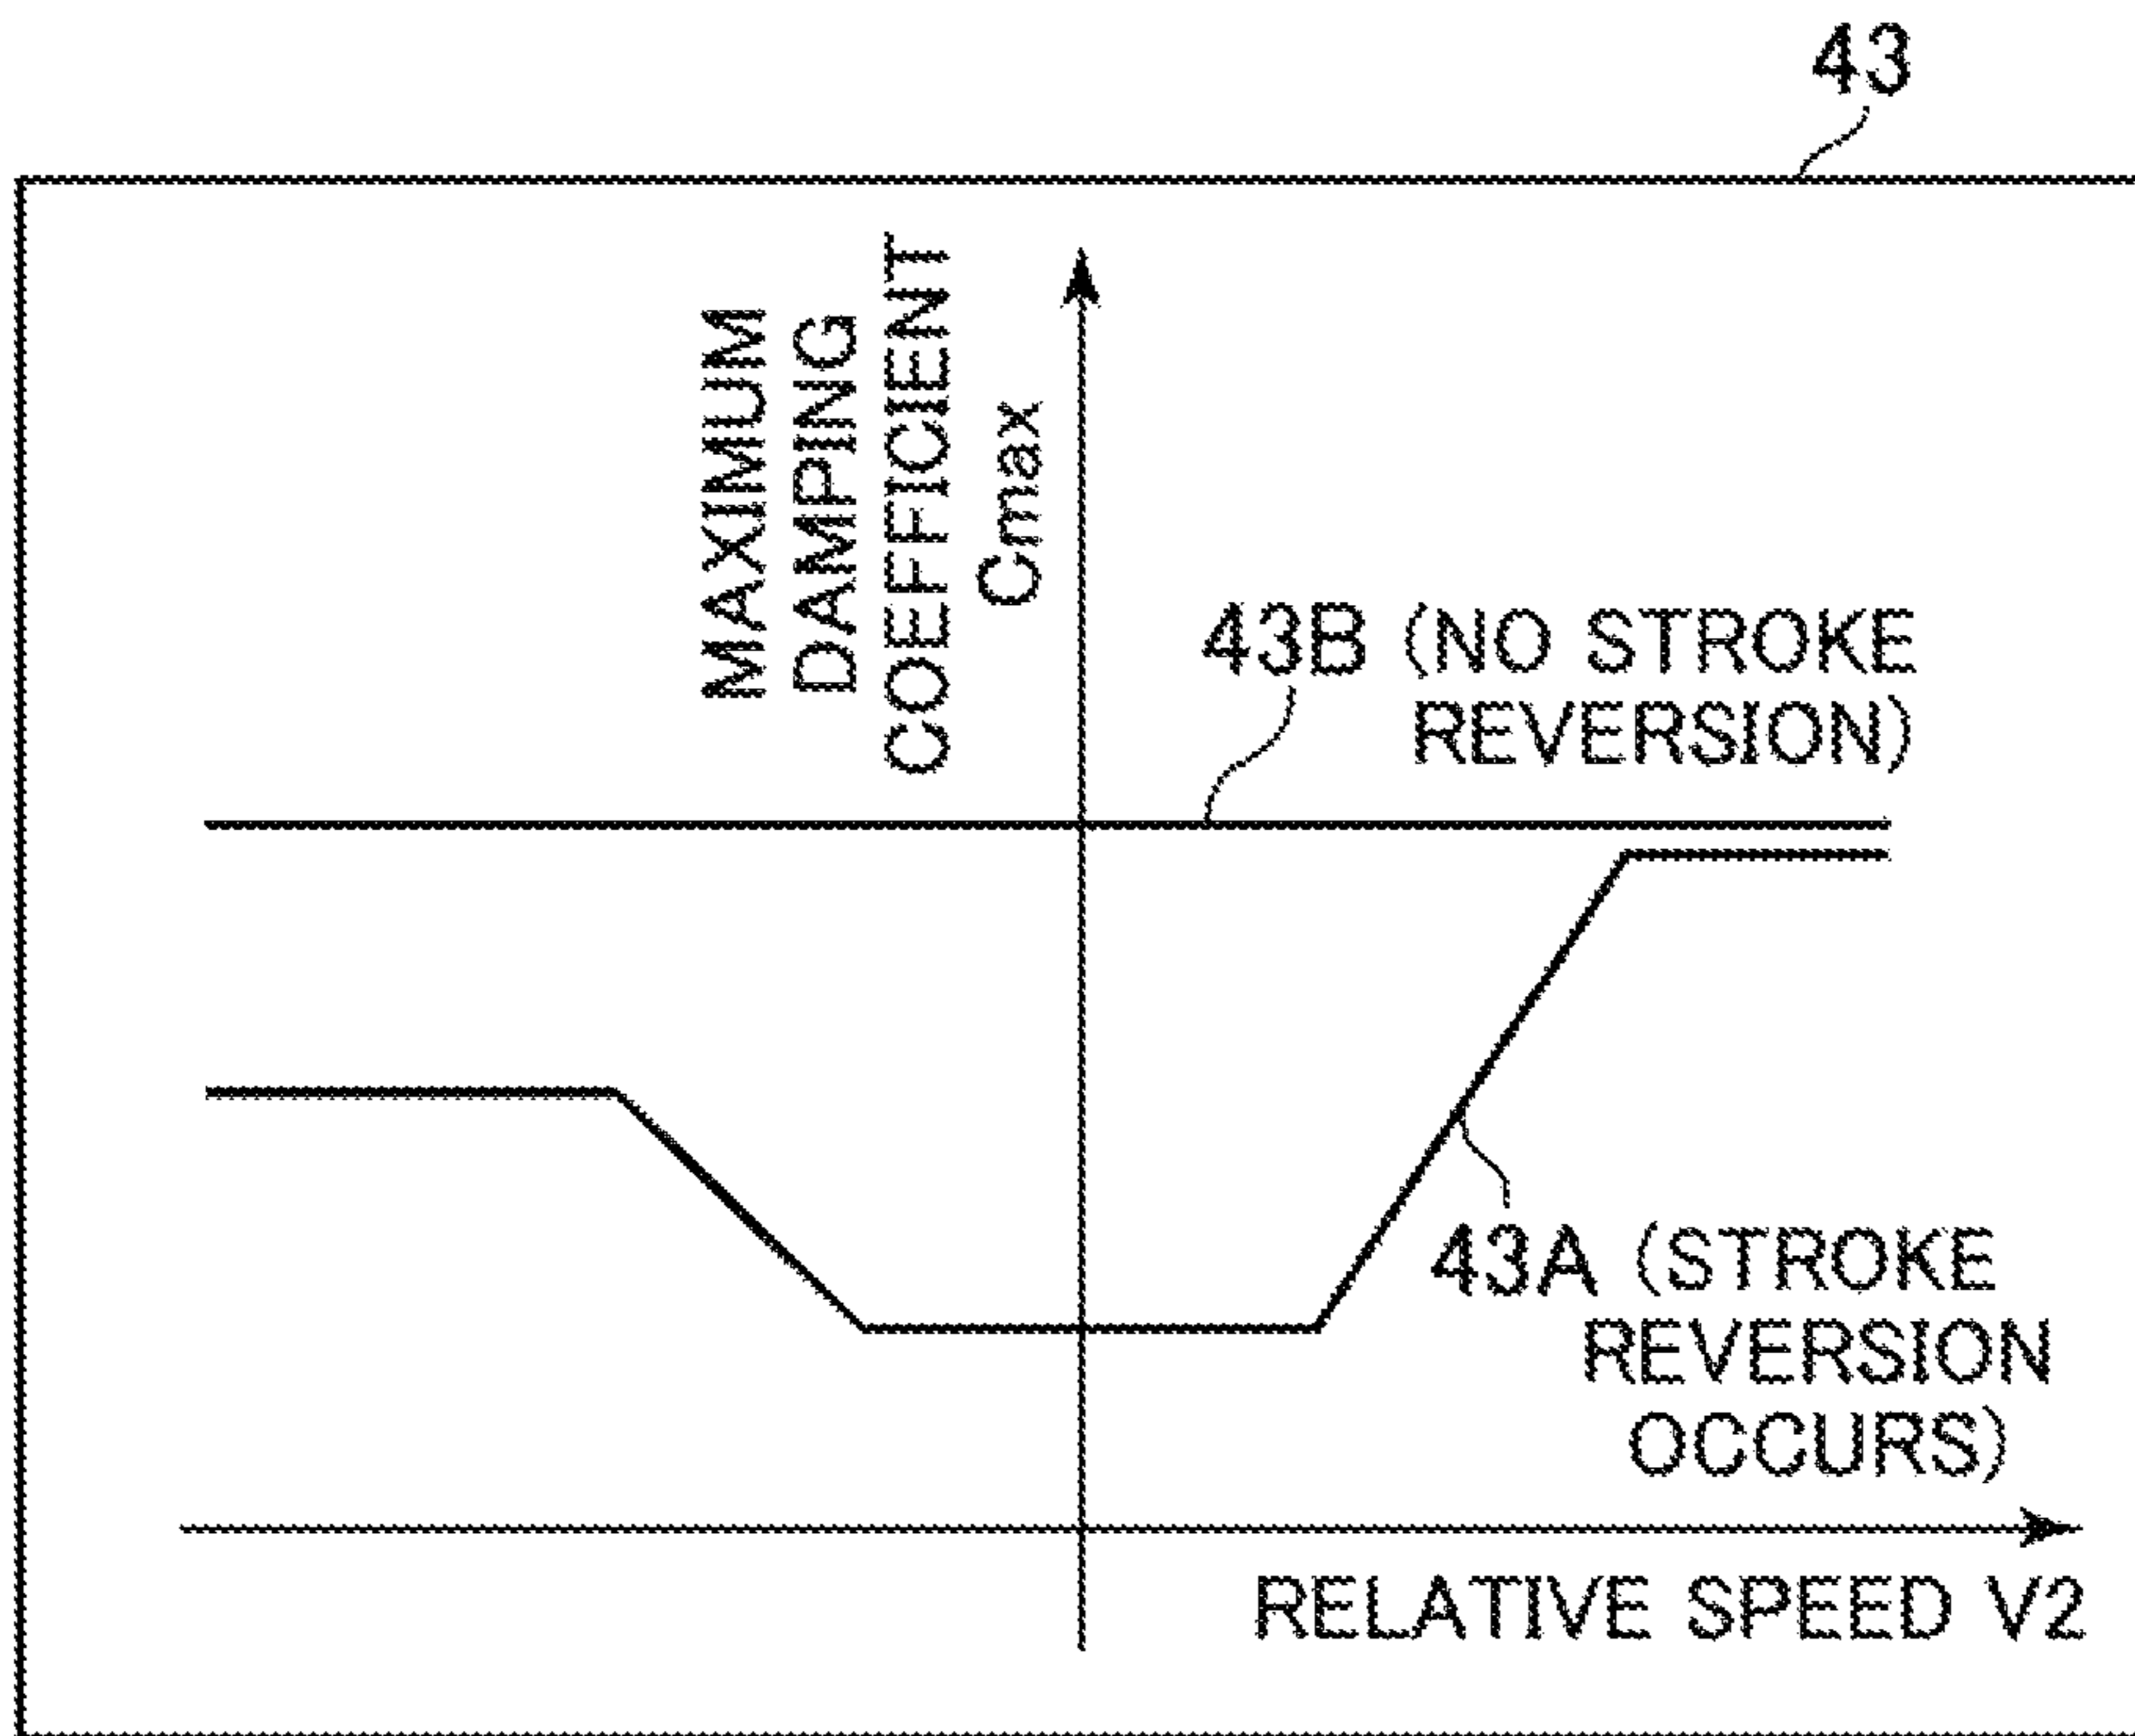 43
MAXIMUM
DAMPING
COEFFICIENT
Cmax
43B (NO STROKE
REVERSION)
43A (STROKE
REVERSION
OCCURS)
RELATIVE SPEED V2